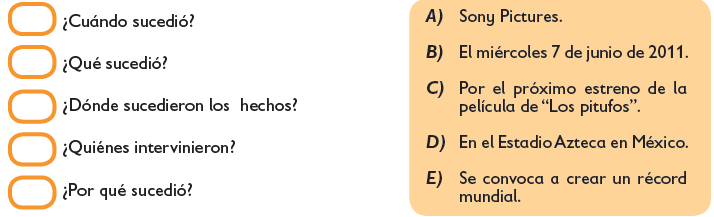 ¿Cuándo sucedió?
¿Qué sucedió?
¿Dónde sucedieron los hechos?
¿Quiénes intervinieron?
¿Por qué sucedió?
A) Sony Pictures.
B) El miércoles 7 de junio de 2011.
C) Por el próximo estreno de la
película de “Los pitufos”.
D) En el Estadio Azteca en México.
E) Se convoca a crear un récord
mundial.